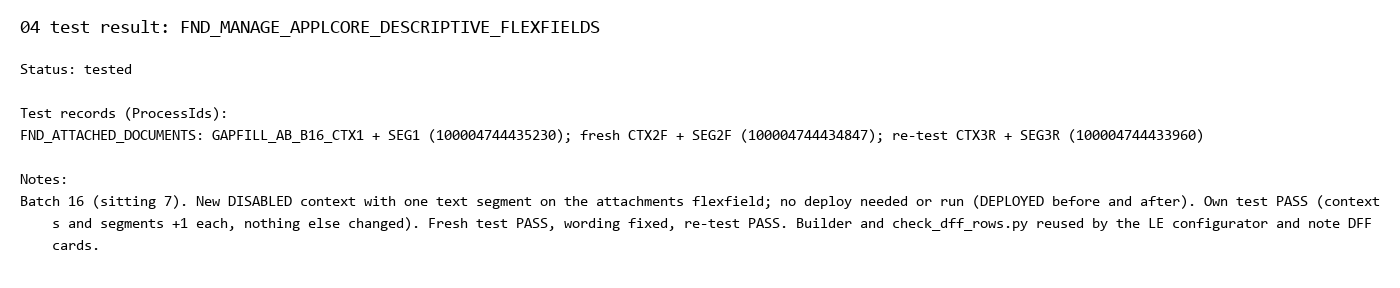 04 test result: FND_MANAGE_APPLCORE_DESCRIPTIVE_FLEXFIELDS
Status: tested
Test records (ProcessIds):
FND_ATTACHED_DOCUMENTS: GAPFILL_AB_B16_CTX1 + SEG1 (100004744435230); fresh CTX2F + SEG2F (100004744434847); re-test CTX3R + SEG3R (100004744433960)
Notes:
Batch 16 (sitting 7). New DISABLED context with one text segment on the attachments flexfield; no deploy needed or run (DEPLOYED before and after). Own test PASS (context
s and segments +1 each, nothing else changed). Fresh test PASS, wording fixed, re-test PASS. Builder and check_dff_rows.py reused by the LE configurator and note DFF
cards.